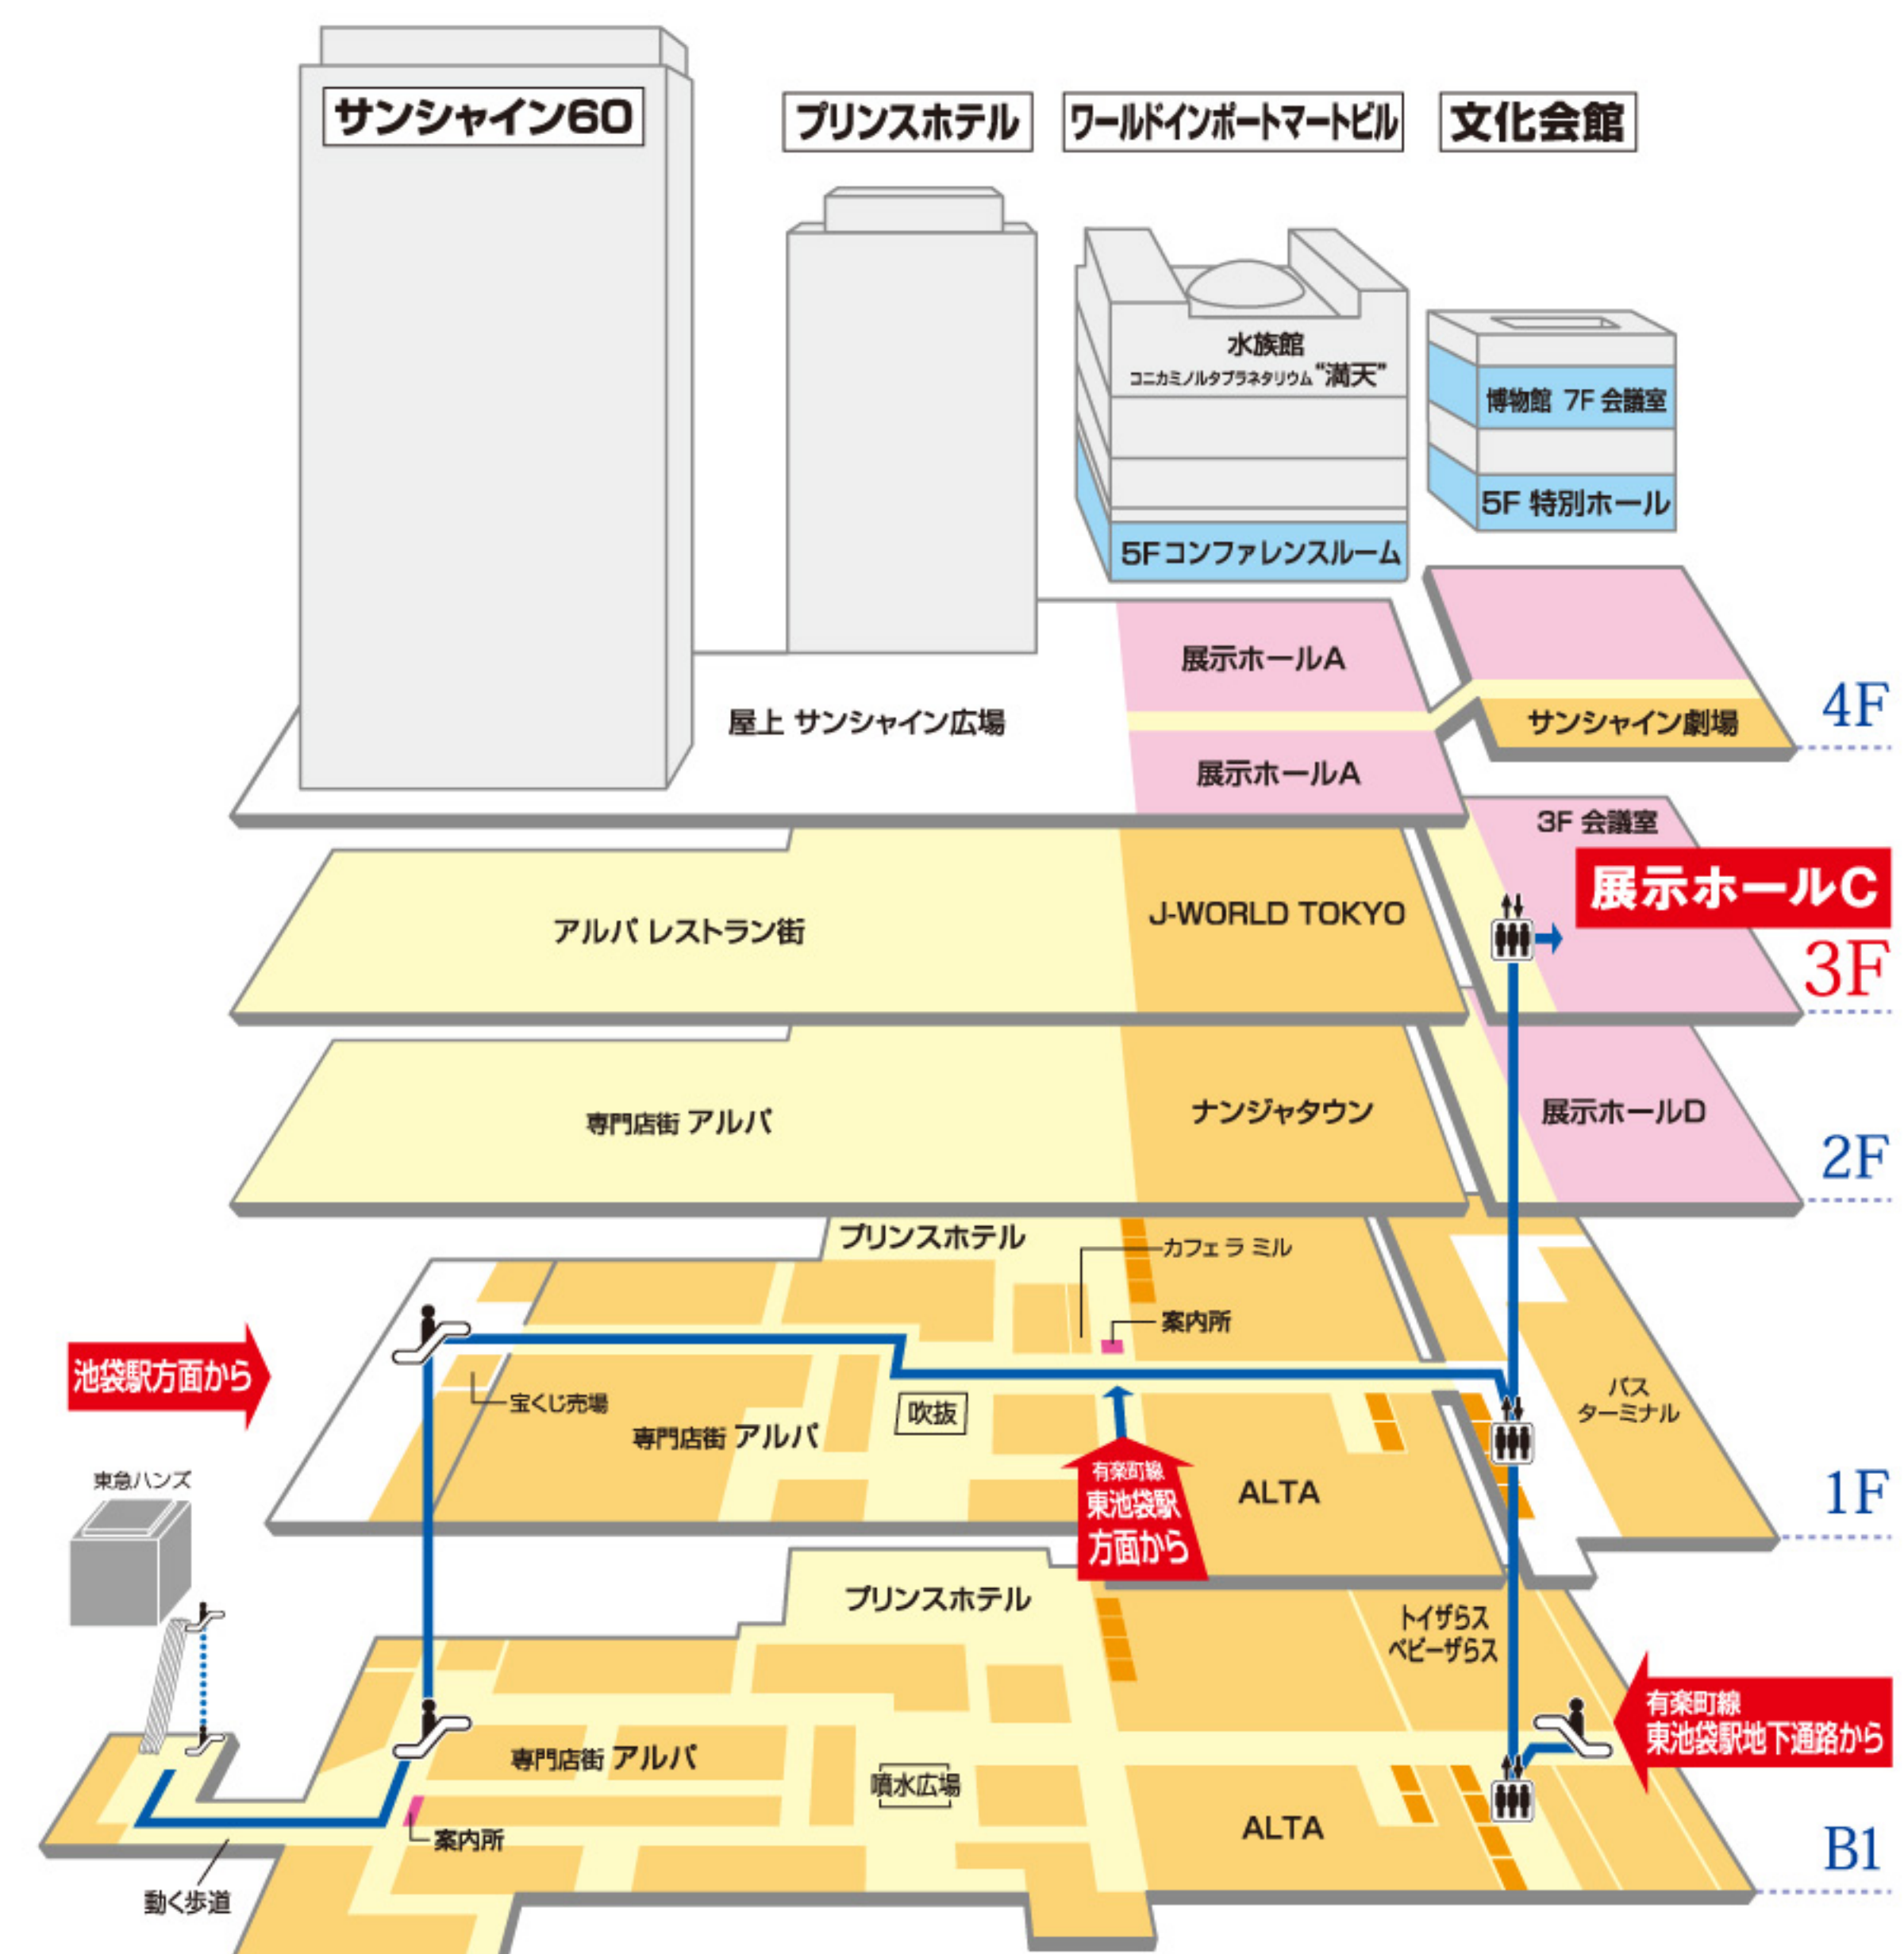 サンシャイン60
プリンスホテル
ワールドインポートマートビル
文化会館
水族館
コニカミノルタプラネタリウム“満天”
博物館 7F 会議室
5F 特別ホール
5Fコンファレンスルーム
展示ホールA
屋上 サンシャイン広場
サンシャイン劇場
4F
展示ホールA
3F 会議室
展示ホールC
アルパ レストラン街
J-WORLD TOKYO
3F
専門店街 アルパ
ナンジャタウン
展示ホールD
2F
プリンスホテル
カフェ ラ ミル
案内所
池袋駅方面から
宝くじ売場
専門店街 アルパ
吹抜
バス
ターミナル
有楽町線
東池袋駅
方面から
ALTA
1F
東急ハンズ
プリンスホテル
トイザらス
ベビーザらス
有楽町線
東池袋駅地下通路から
専門店街 アルパ
噴水広場
案内所
ALTA
B1
動く歩道